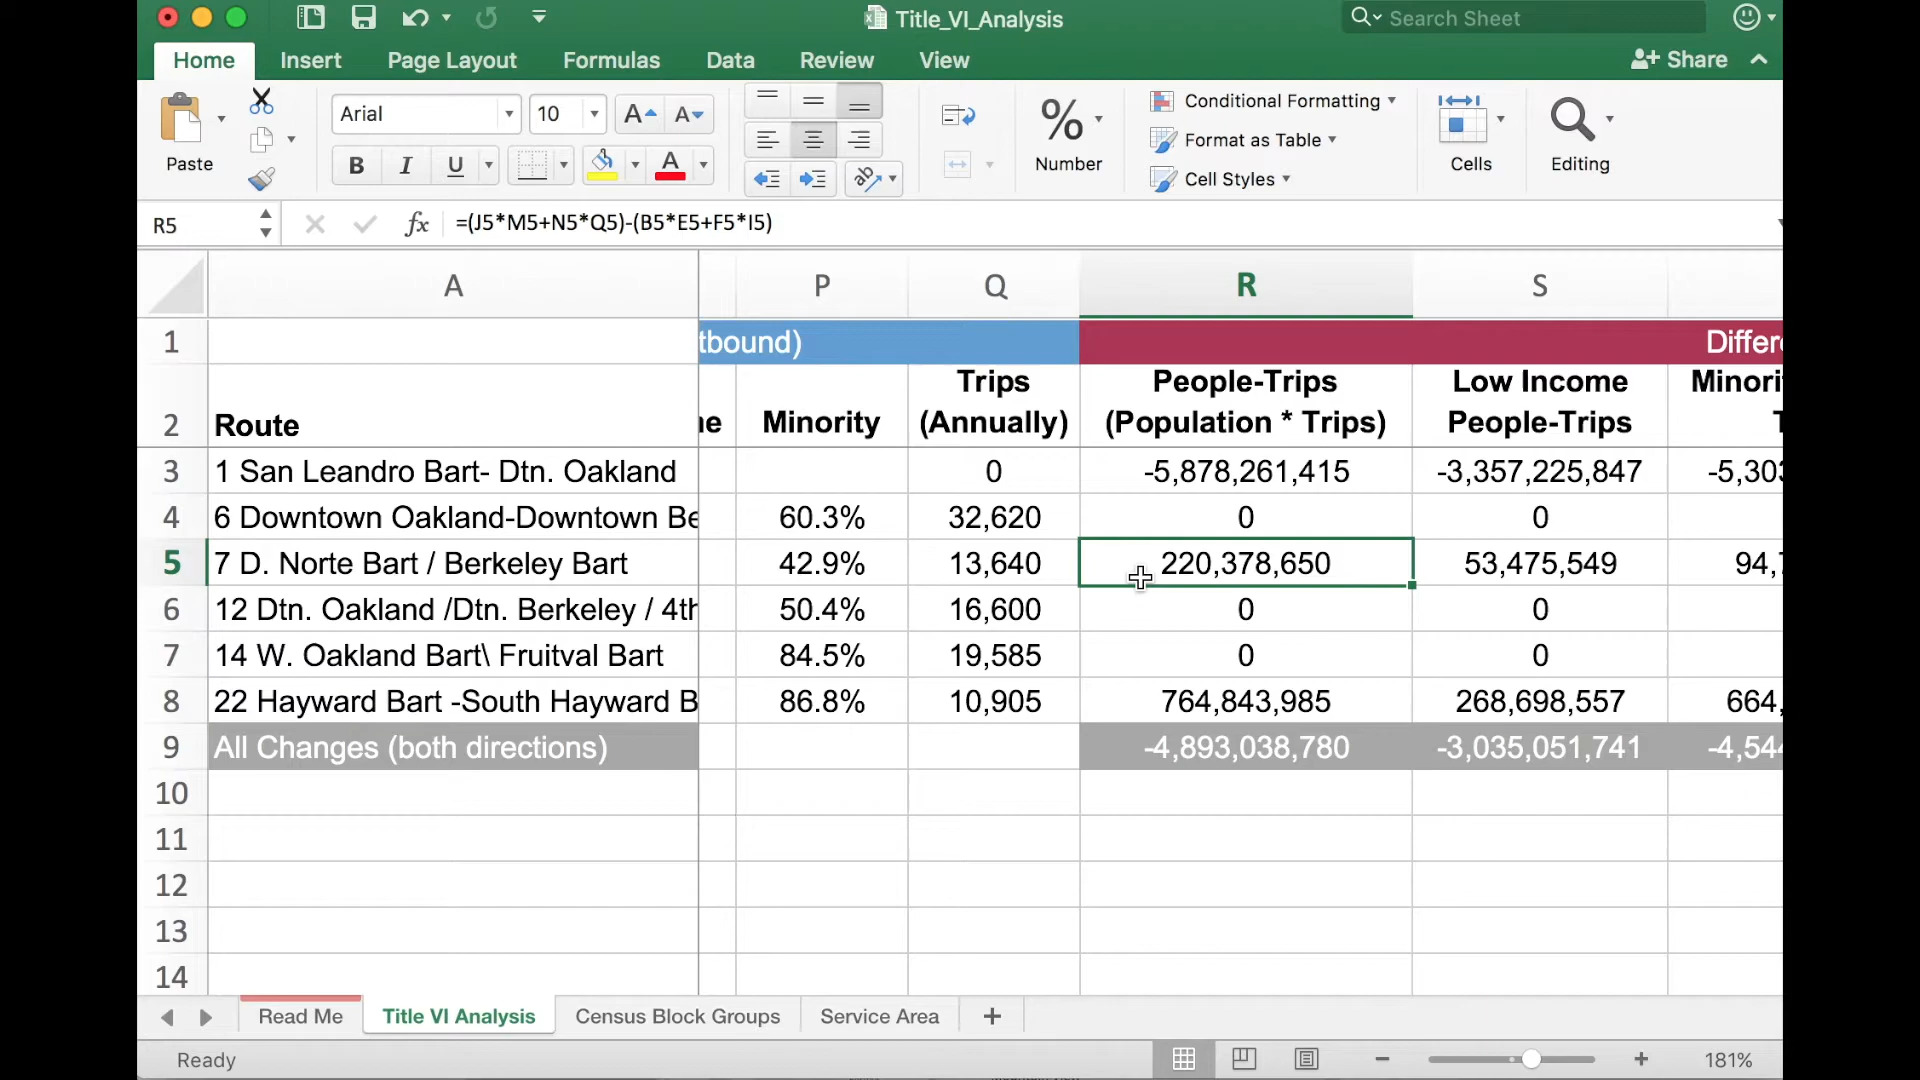 Title_VI_Analysis
Search Sheet
Home Insert Page Layout Formulas Data Review View Share
Paste
Arial 10
A A
B I U A
ab
%
Number
Conditional Formatting
Format as Table
Cell Styles
Cells
Editing
R5 fx =(J5*M5+N5*Q5)-(B5*E5+F5*I5)
A P Q R S
1 tbound) Differe
2 Route ne Minority Trips (Annually) People-Trips (Population * Trips) Low Income People-Trips Minori T
3 1 San Leandro Bart- Dtn. Oakland 0 -5,878,261,415 -3,357,225,847 -5,303
4 6 Downtown Oakland-Downtown Be 60.3% 32,620 0 0
5 7 D. Norte Bart / Berkeley Bart 42.9% 13,640 220,378,650 53,475,549 94,7
6 12 Dtn. Oakland /Dtn. Berkeley / 4th 50.4% 16,600 0 0
7 14 W. Oakland Bart\ Fruitval Bart 84.5% 19,585 0 0
8 22 Hayward Bart -South Hayward B 86.8% 10,905 764,843,985 268,698,557 664,
9 All Changes (both directions) -4,893,038,780 -3,035,051,741 -4,544
10
11
12
13
14
Read Me Title VI Analysis Census Block Groups Service Area +
Ready 181%